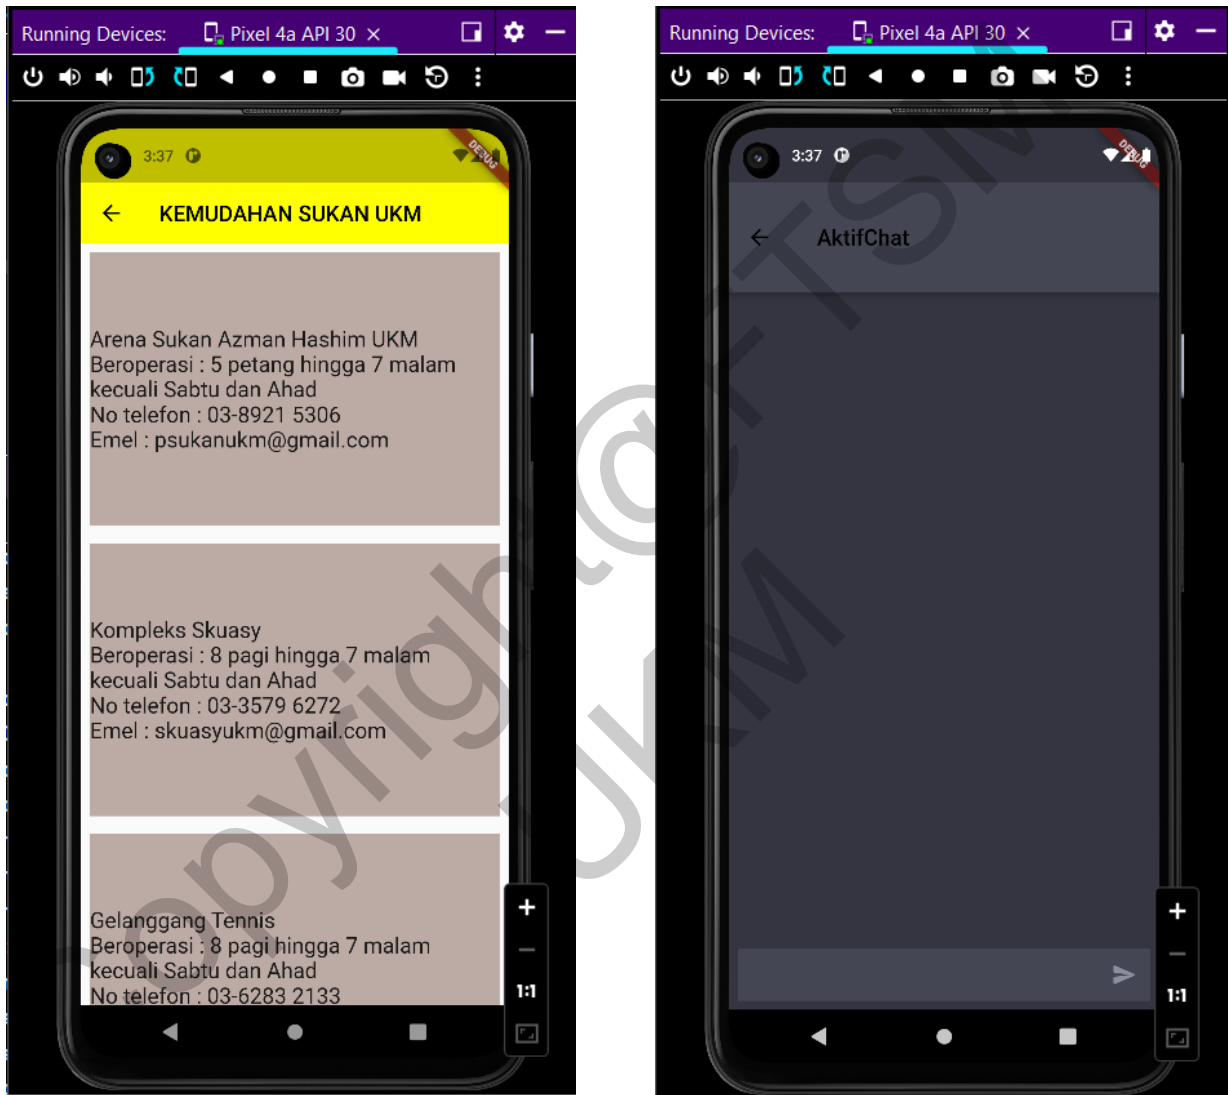 Running Devices: Pixel 4a API 30
3:37
DEBUG
KEMUDAHAN SUKAN UKM
Arena Sukan Azman Hashim UKM
Beroperasi : 5 petang hingga 7 malam
kecuali Sabtu dan Ahad
No telefon : 03-8921 5306
Emel : psukanukm@gmail.com
Kompleks Skuasy
Beroperasi : 8 pagi hingga 7 malam
kecuali Sabtu dan Ahad
No telefon : 03-3579 6272
Emel : skuasyukm@gmail.com
Gelanggang Tennis
Beroperasi : 8 pagi hingga 7 malam
kecuali Sabtu dan Ahad
No telefon : 03-6283 2133
1:1
Running Devices: Pixel 4a API 30
3:37
DEBUG
AktifChat
1:1
Copyright@FTSM
UKM